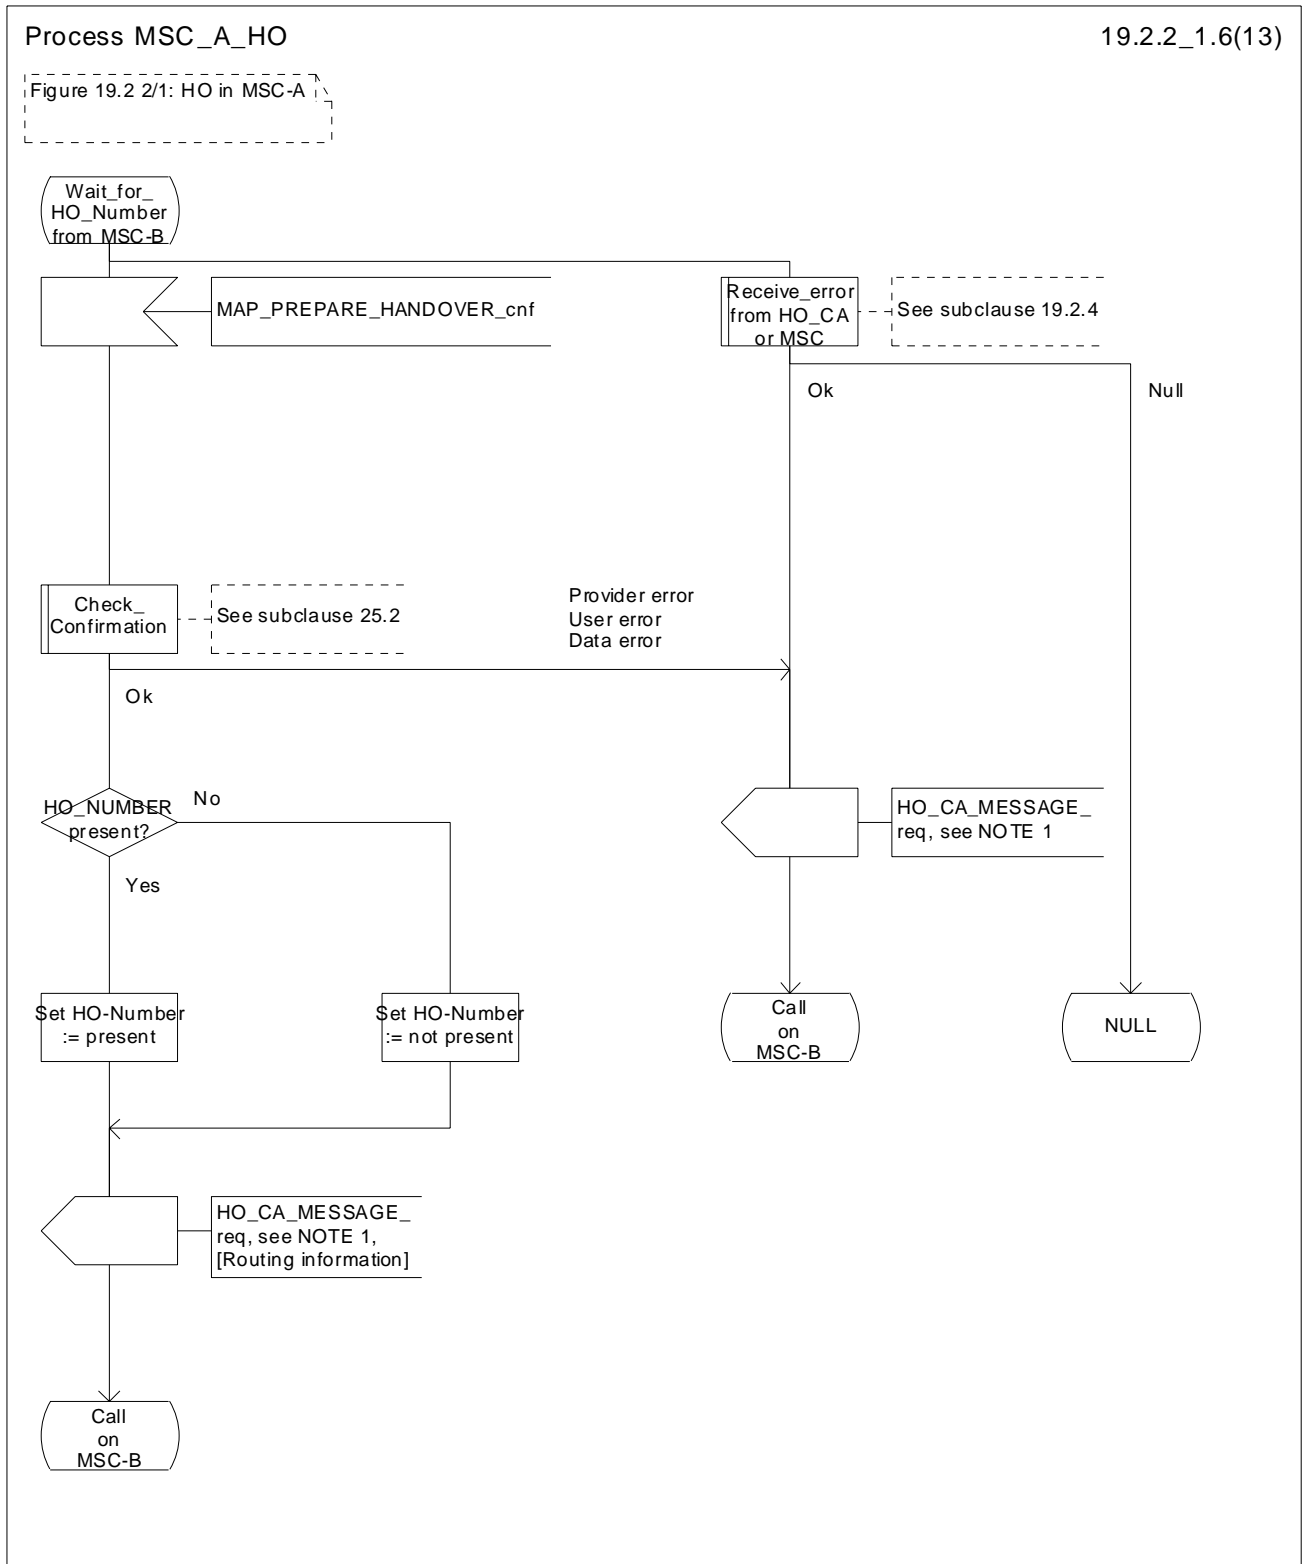 Process MSC_A_HO
19.2.2_1.6(13)
Figure 19.2 2/1: HO in MSC-A
Wait_for_
HO_Number
from MSC-B
MAP_PREPARE_HANDOVER_cnf
Receive_error
from HO_CA
or MSC
See subclause 19.2.4
Ok
Null
Check_
Confirmation
See subclause 25.2
Provider error
User error
Data error
Ok
HO_NUMBER
present?
No
Yes
HO_CA_MESSAGE_
req, see NOTE 1
Set HO-Number
:= present
Set HO-Number
:= not present
Call
on
MSC-B
NULL
HO_CA_MESSAGE_
req, see NOTE 1,
[Routing information]
Call
on
MSC-B